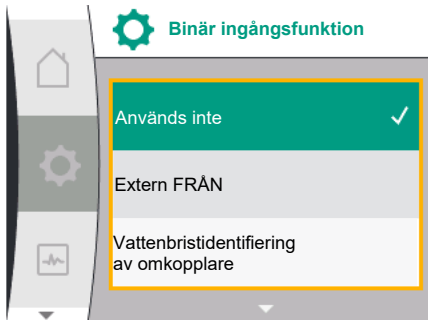 Binär ingångsfunktion
Används inte
Extern FRÅN
Vattenbristidentifiering
av omkopplare